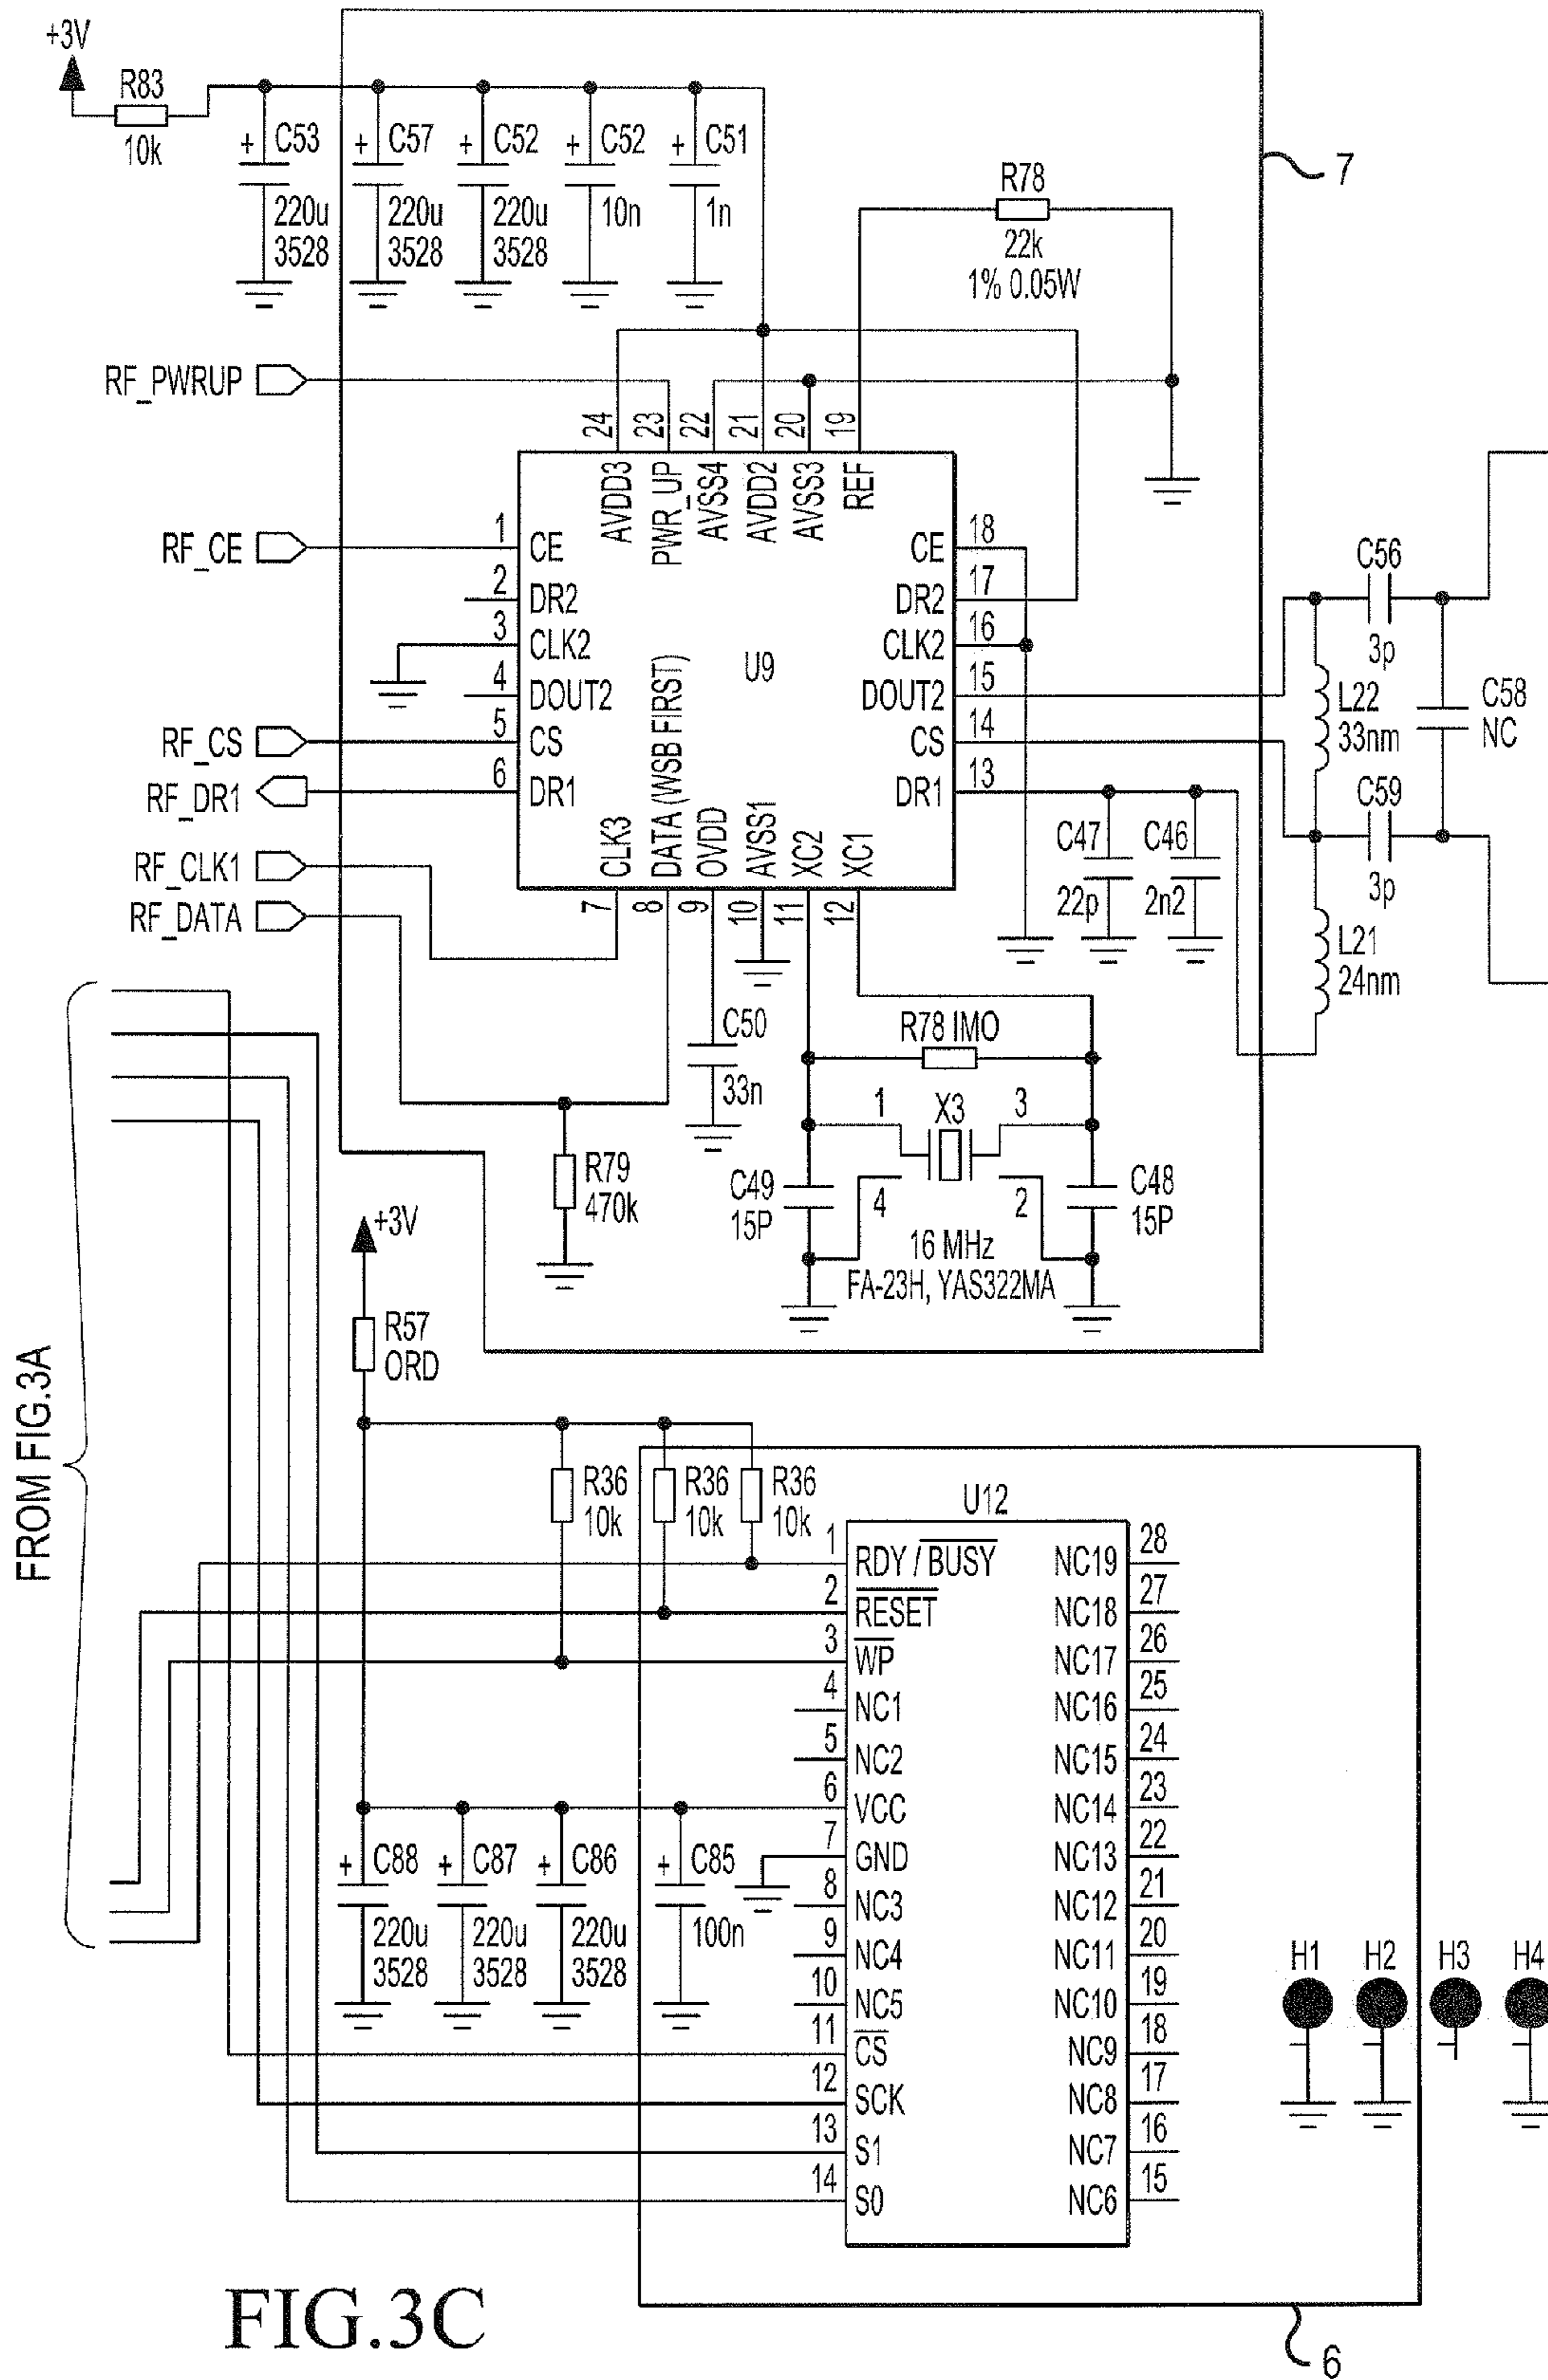 +3V
R83
10k
+ C53
220u
3528
+ C57
220u
3528
+ C52
220u
3528
+ C52
10n
+ C51
1n
7
R78
22k
1% 0.05W
RF_PWRUP
24
23
22
21
20
19
AVDD3
PWR_UP
AVSS4
AVDD2
AVSS3
REF
RF_CE
1
CE
2
DR2
3
CLK2
4
DOUT2
RF_CS
5
CS
RF_DR1
6
DR1
U9
18
CE
17
DR2
16
CLK2
15
DOUT2
14
CS
13
DR1
CLK3
DATA (WSB FIRST)
OVDD
AVSS1
XC2
XC1
7
8
9
10
11
12
RF_CLK1
RF_DATA
C56
3p
L22
33nm
C58
NC
C59
3p
L21
24nm
C47
22p
C46
2n2
C50
33n
R78 IMO
1
X3
3
4
2
C49
15P
C48
15P
16 MHz
FA-23H, YAS322MA
R79
470k
+3V
R57
ORD
FROM FIG.3A
R36
10k
R36
10k
R36
10k
U12
1
RDY / BUSY
2
RESET
3
WP
4
NC1
5
NC2
6
VCC
7
GND
8
NC3
9
NC4
10
NC5
11
CS
12
SCK
13
S1
14
S0
28
NC19
27
NC18
26
NC17
25
NC16
24
NC15
23
NC14
22
NC13
21
NC12
20
NC11
19
NC10
18
NC9
17
NC8
16
NC7
15
NC6
+ C88
220u
3528
+ C87
220u
3528
+ C86
220u
3528
+ C85
100n
H1
H2
H3
H4
FIG.3C
6